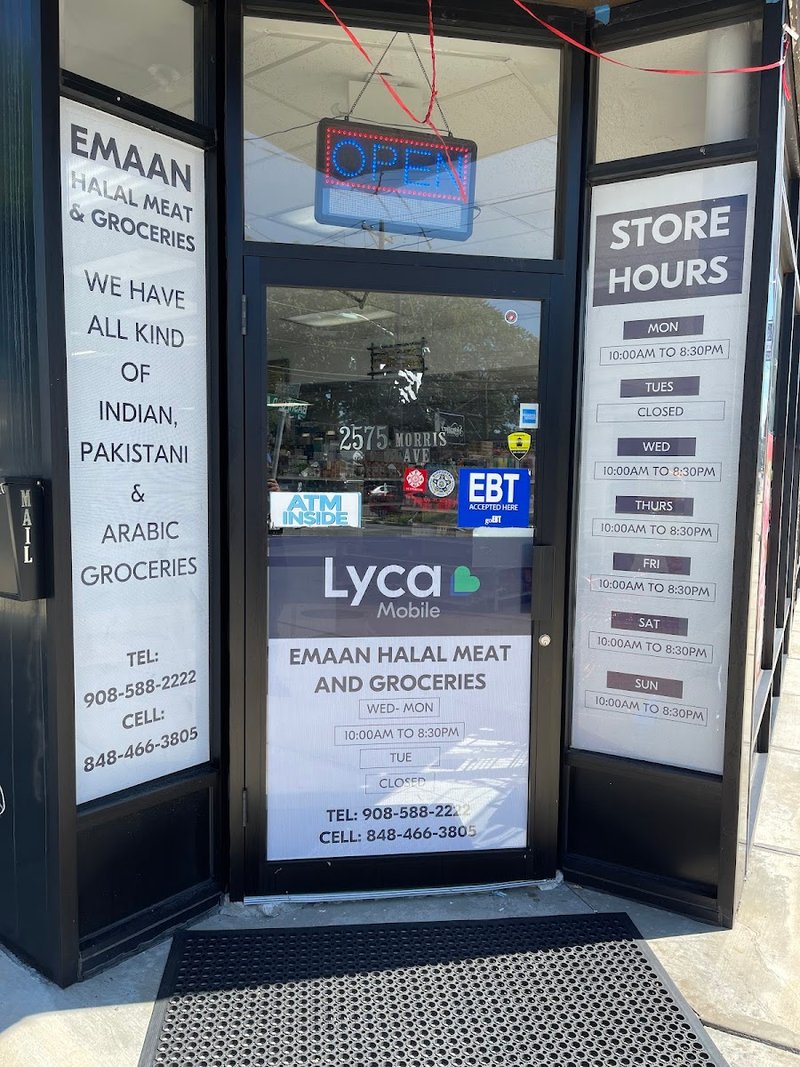 EMAAN
HALAL MEAT
& GROCERIES
WE HAVE
ALL KIND
OF
INDIAN,
PAKISTANI
&
ARABIC
GROCERIES
TEL:
908-588-2222
CELL:
848-466-3805
MAIL
OPEN
2575 MORRIS
AVE
ATM
INSIDE
EBT
ACCEPTED HERE
goEBT
Lyca
Mobile
EMAAN HALAL MEAT
AND GROCERIES
WED- MON
10:00AM TO 8:30PM
TUE
CLOSED
TEL: 908-588-2222
CELL: 848-466-3805
STORE
HOURS
MON
10:00AM TO 8:30PM
TUES
CLOSED
WED
10:00AM TO 8:30PM
THURS
10:00AM TO 8:30PM
FRI
10:00AM TO 8:30PM
SAT
10:00AM TO 8:30PM
SUN
10:00AM TO 8:30PM